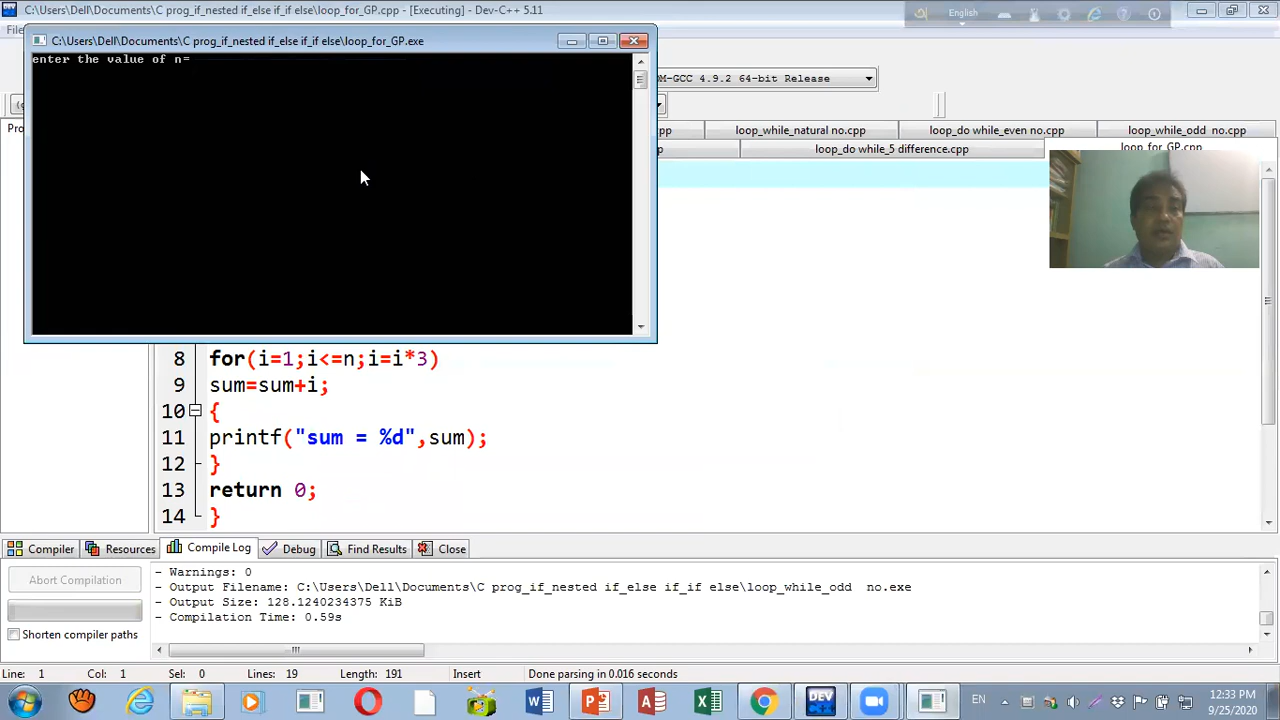 C:\Users\Dell\Documents\C prog_if_nested if_else if_if else\loop_for_GP.cpp - [Executing] - Dev-C++ 5.11
English
C:\Users\Dell\Documents\C prog_if_nested if_else if_if else\loop_for_GP.exe
enter the value of n=
DM-GCC 4.9.2 64-bit Release
loop_while_natural no.cpp
loop_do while_even no.cpp
loop_while_odd no.cpp
loop_do while_5 difference.cpp
loop_for_GP.cpp
8 for(i=1;i<=n;i=i*3)
9 sum=sum+i;
10 {
11 printf("sum = %d",sum);
12 }
13 return 0;
14 }
Compiler
Resources
Compile Log
Debug
Find Results
Close
Abort Compilation
Shorten compiler paths
- Warnings: 0
- Output Filename: C:\Users\Dell\Documents\C prog_if_nested if_else if_if else\loop_while_odd  no.exe
- Output Size: 128.1240234375 KiB
- Compilation Time: 0.59s
Line: 1
Col: 1
Sel: 0
Lines: 19
Length: 191
Insert
Done parsing in 0.016 seconds
EN
12:33 PM
9/25/2020